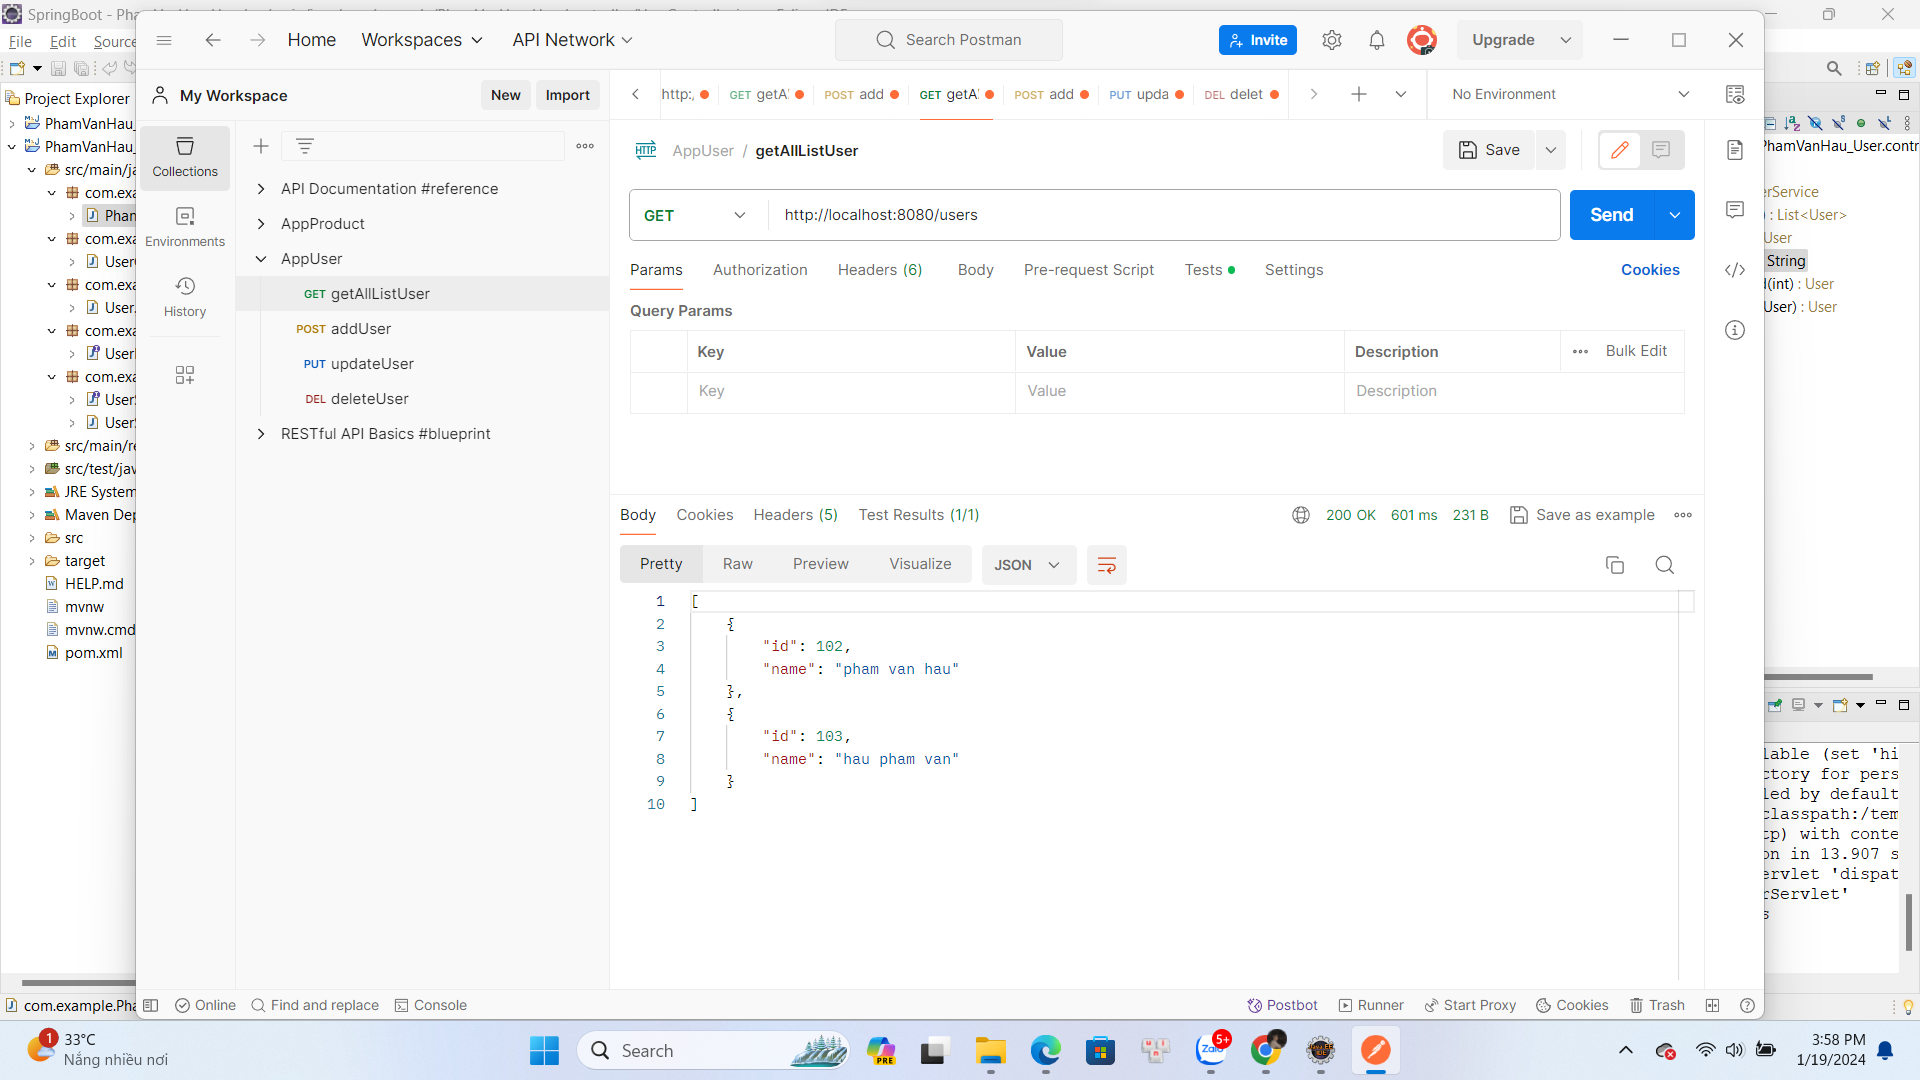 SpringBoot - Pha
File Edit Source
Project Explorer
PhamVanHau_
PhamVanHau_
src/main/ja
com.exa
Pham
com.exa
User
com.exa
User.
com.exa
User
com.exa
User
User
src/main/re
src/test/jav
JRE System
Maven Dep
src
target
HELP.md
mvnw
mvnw.cmd
pom.xml
com.example.Pha
Home Workspaces API Network
Search Postman
Invite
Upgrade
My Workspace
New Import
http:, GET getA POST add GET getA POST add PUT upda DEL delet
No Environment
Collections
Environments
History
API Documentation #reference
AppProduct
AppUser
GET getAllListUser
POST addUser
PUT updateUser
DEL deleteUser
RESTful API Basics #blueprint
HTTP AppUser / getAllListUser
Save
GET http://localhost:8080/users
Send
Params Authorization Headers (6) Body Pre-request Script Tests Settings Cookies
Query Params
Key Value Description Bulk Edit
Key Value Description
Body Cookies Headers (5) Test Results (1/1)
200 OK 601 ms 231 B Save as example
Pretty Raw Preview Visualize JSON
1 [
2 {
3 "id": 102,
4 "name": "pham van hau"
5 },
6 {
7 "id": 103,
8 "name": "hau pham van"
9 }
10 ]
Online Find and replace Console
Postbot Runner Start Proxy Cookies Trash
PhamVanHau_User.contr
erService
) : List<User>
User
String
d(int) : User
User) : User
lable (set 'hi
ctory for pers
led by default
classpath:/tem
tp) with conte
on in 13.907 s
ervlet 'dispat
rServlet'
s
1
33°C
Nắng nhiều nơi
Search
PRE
Zalo
5+
3:58 PM
1/19/2024